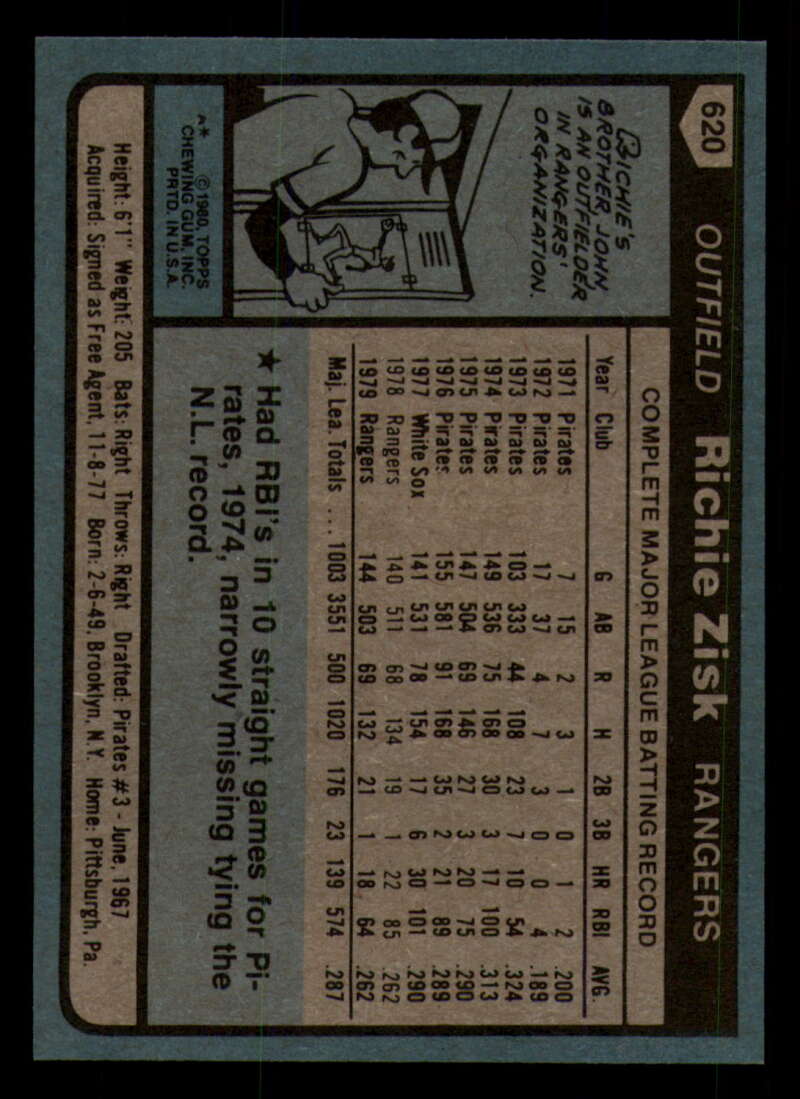 620 OUTFIELD Richie Zisk RANGERS
RICHIE'S
BROTHER, JOHN
IS AN OUTFIELDER
IN RANGERS'
ORGANIZATION.
^* © 1980, TOPPS
CHEWING GUM, INC.
PRTD. IN U.S.A.
COMPLETE MAJOR LEAGUE BATTING RECORD
Year Club G AB R H 2B 3B HR RBI AVG.
1971 Pirates 7 15 2 3 1 0 1 2 .200
1972 Pirates 17 37 4 7 3 0 0 4 .189
1973 Pirates 103 333 44 108 23 7 10 54 .324
1974 Pirates 149 536 75 168 30 3 17 100 .313
1975 Pirates 147 504 69 146 27 3 20 75 .290
1976 Pirates 155 581 91 168 35 2 21 89 .289
1977 White Sox 141 531 78 154 17 6 30 101 .290
1978 Rangers 140 511 68 134 19 1 22 85 .262
1979 Rangers 144 503 69 132 21 1 18 64 .262
Maj. Lea. Totals ... 1003 3551 500 1020 176 23 139 574 .287
★ Had RBI's in 10 straight games for Pi-
rates, 1974, narrowly missing tying the
N.L. record.
Height: 6'1" Weight: 205 Bats: Right Throws: Right Drafted: Pirates #3 - June, 1967
Acquired: Signed as Free Agent, 11-8-77 Born: 2-6-49, Brooklyn, N.Y. Home: Pittsburgh, Pa.